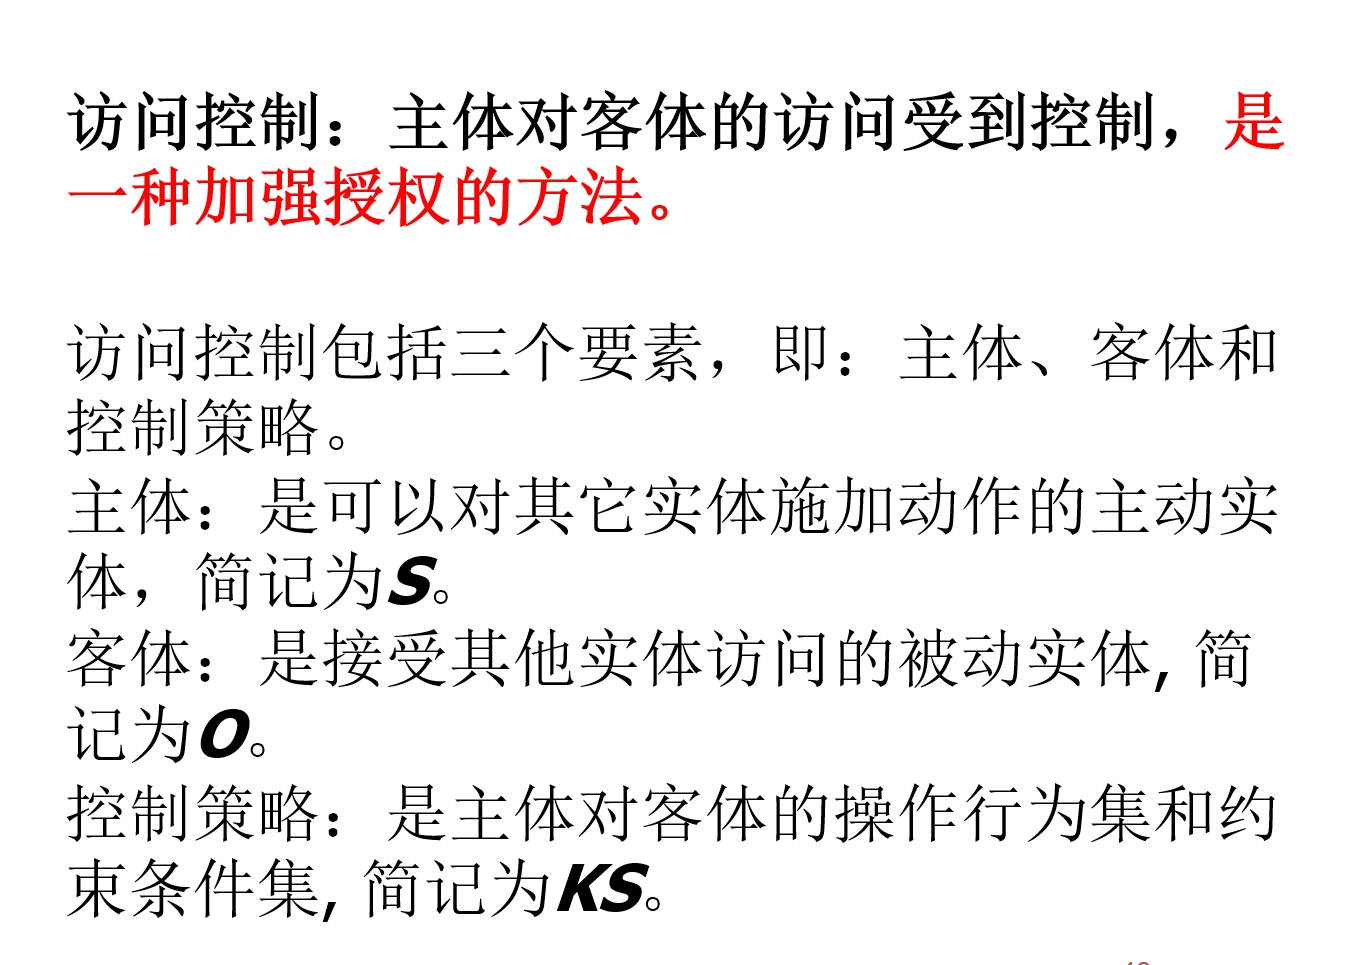 访问控制：主体对客体的访问受到控制，是
一种加强授权的方法。
访问控制包括三个要素，即：主体、客体和
控制策略。
主体：是可以对其它实体施加动作的主动实
体，简记为S。
客体：是接受其他实体访问的被动实体, 简
记为O。
控制策略：是主体对客体的操作行为集和约
束条件集, 简记为KS。